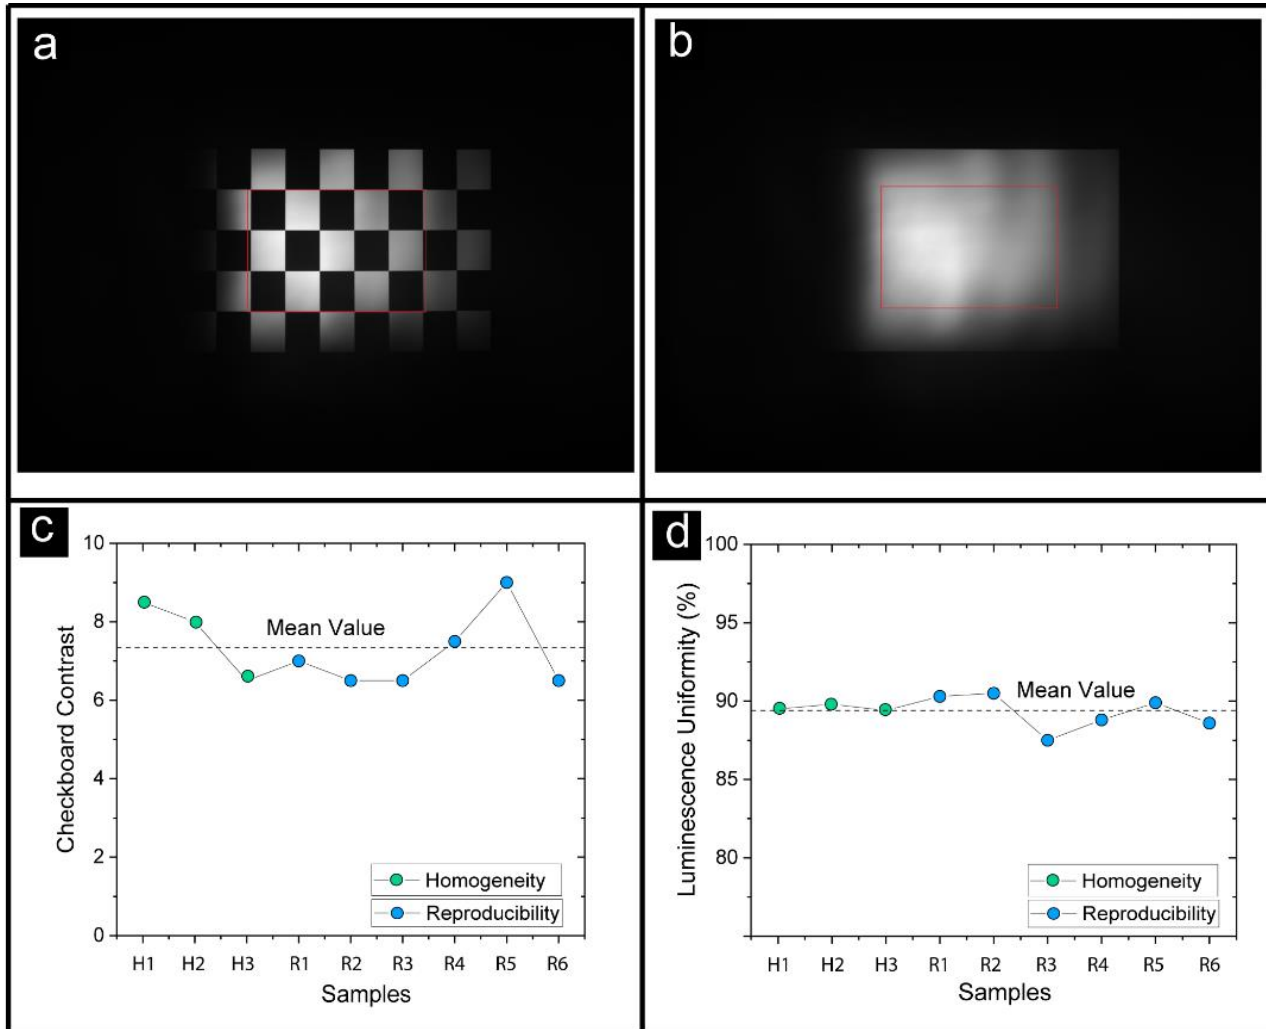 a
b
c
10
8
6
4
2
0
Checkboard Contrast
Mean Value
Homogeneity
Reproducibility
H1 H2 H3 R1 R2 R3 R4 R5 R6
Samples
d
100
95
90
85
80
Luminescence Uniformity (%)
Mean Value
Homogeneity
Reproducibility
H1 H2 H3 R1 R2 R3 R4 R5 R6
Samples